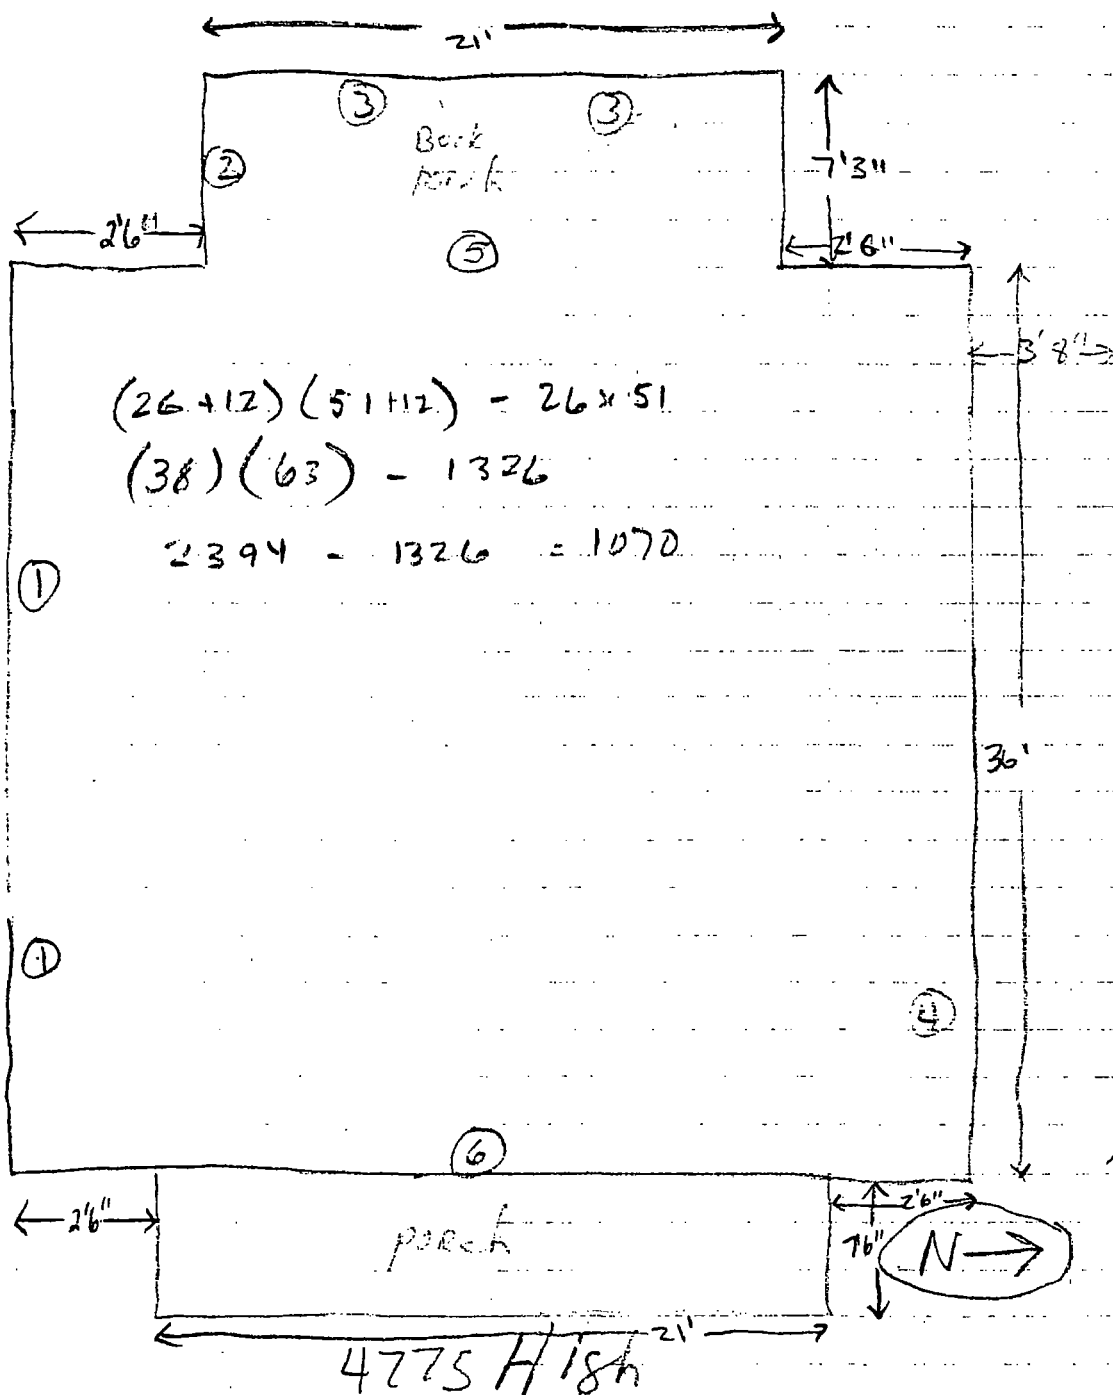 21'
3
3
Back
porch
2
7'3"
2'6"
5
2'6"
3'8"
(26+12)(51+12) - 26x51
(38)(63) - 1326
2394 - 1326 = 1070
1
36'
1
4
6
2'6"
2'6"
porch
7'6"
N
21'
4775 High